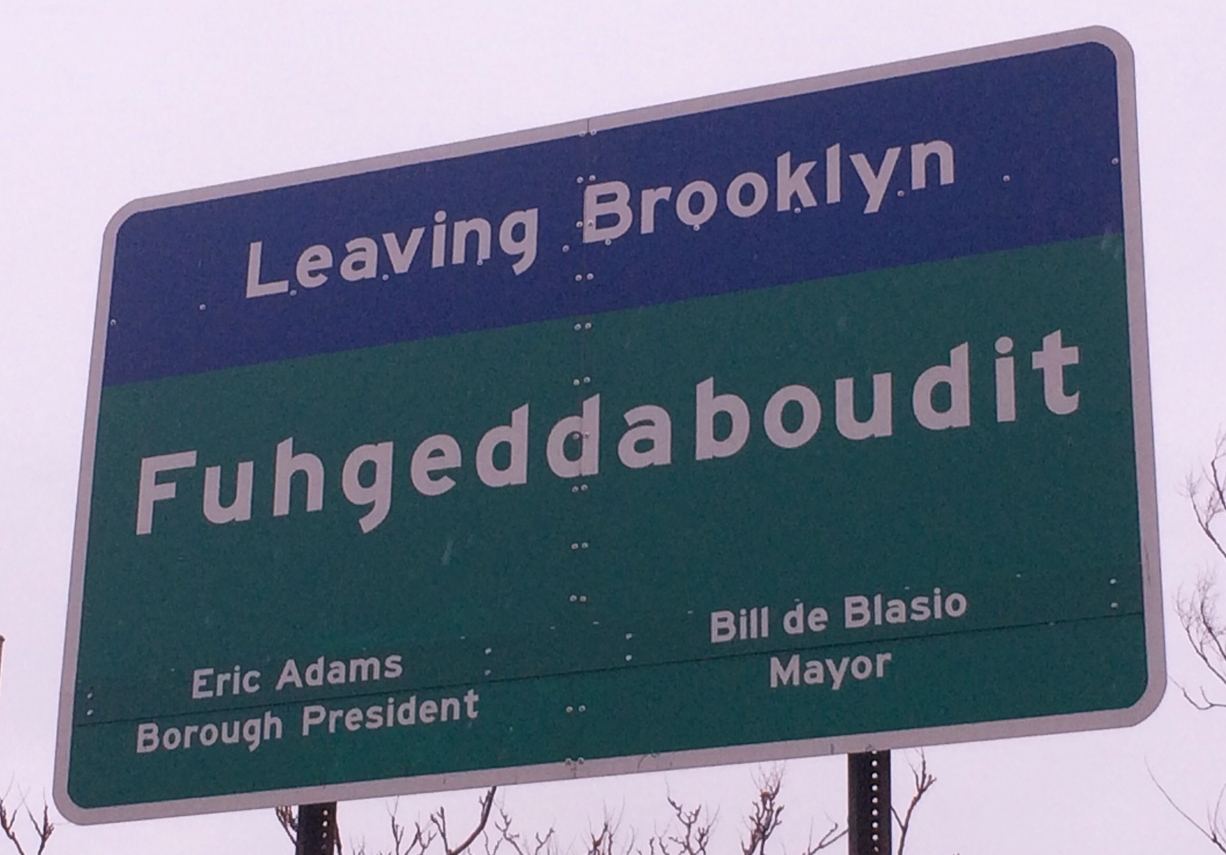 Leaving Brooklyn
Fuhgeddaboudit
Eric Adams
Borough President
Bill de Blasio
Mayor